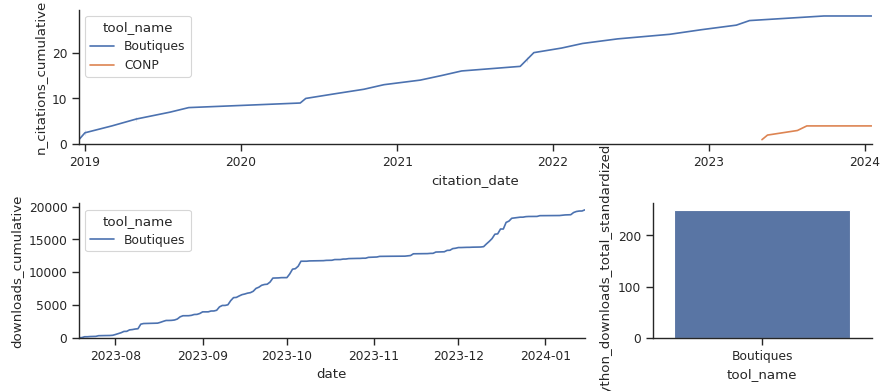 n_citations_cumulative
tool_name
Boutiques
CONP
20
10
0
2019 2020 2021 2022 2023 2024
citation_date
downloads_cumulative
tool_name
Boutiques
20000
15000
10000
5000
0
2023-08 2023-09 2023-10 2023-11 2023-12 2024-01
date
ython_downloads_total_standardized
200
100
0
Boutiques
tool_name